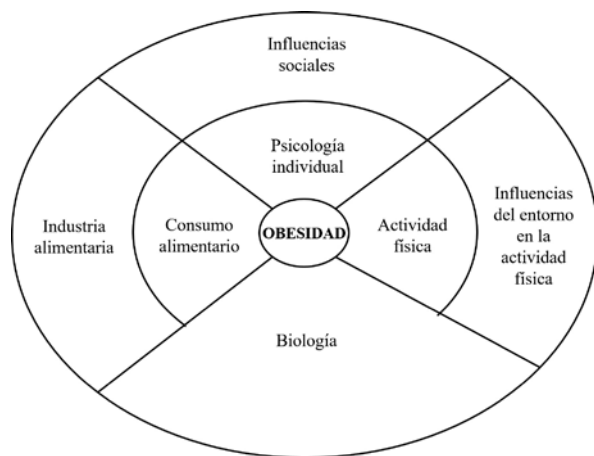 Influencias
sociales
Psicología
individual
Industria
alimentaria
Consumo
alimentario
OBESIDAD
Actividad
física
Influencias
del entorno
en la
actividad
física
Biología